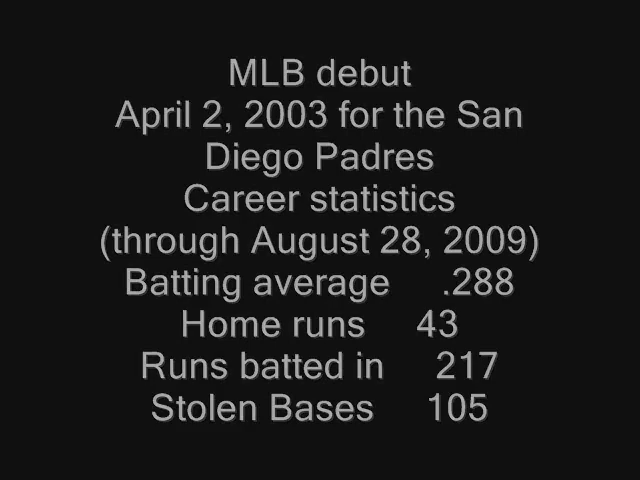 MLB debut
April 2, 2003 for the San
Diego Padres
Career statistics
(through August 28, 2009)
Batting average .288
Home runs 43
Runs batted in 217
Stolen Bases 105